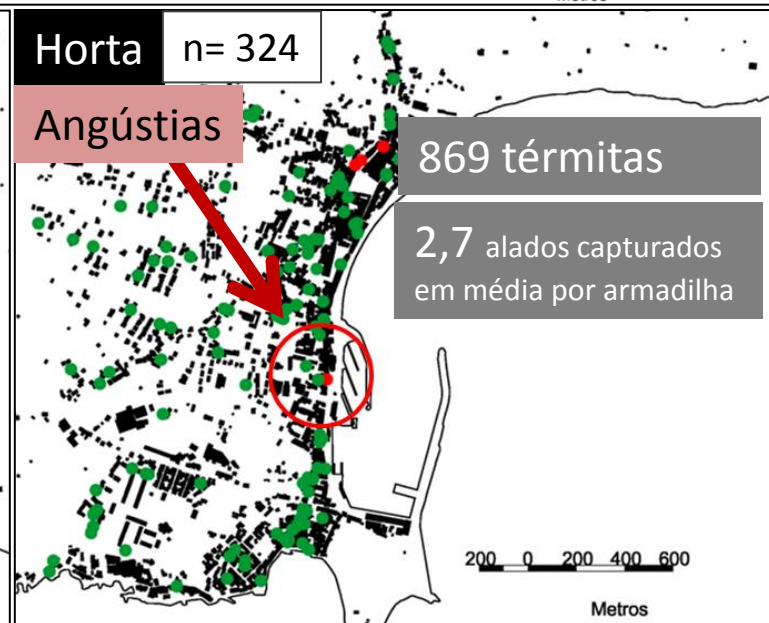 Horta
n= 324
Angústias
869 térmitas
2,7 alados capturados
em média por armadilha
200 0 200 400 600
Metros